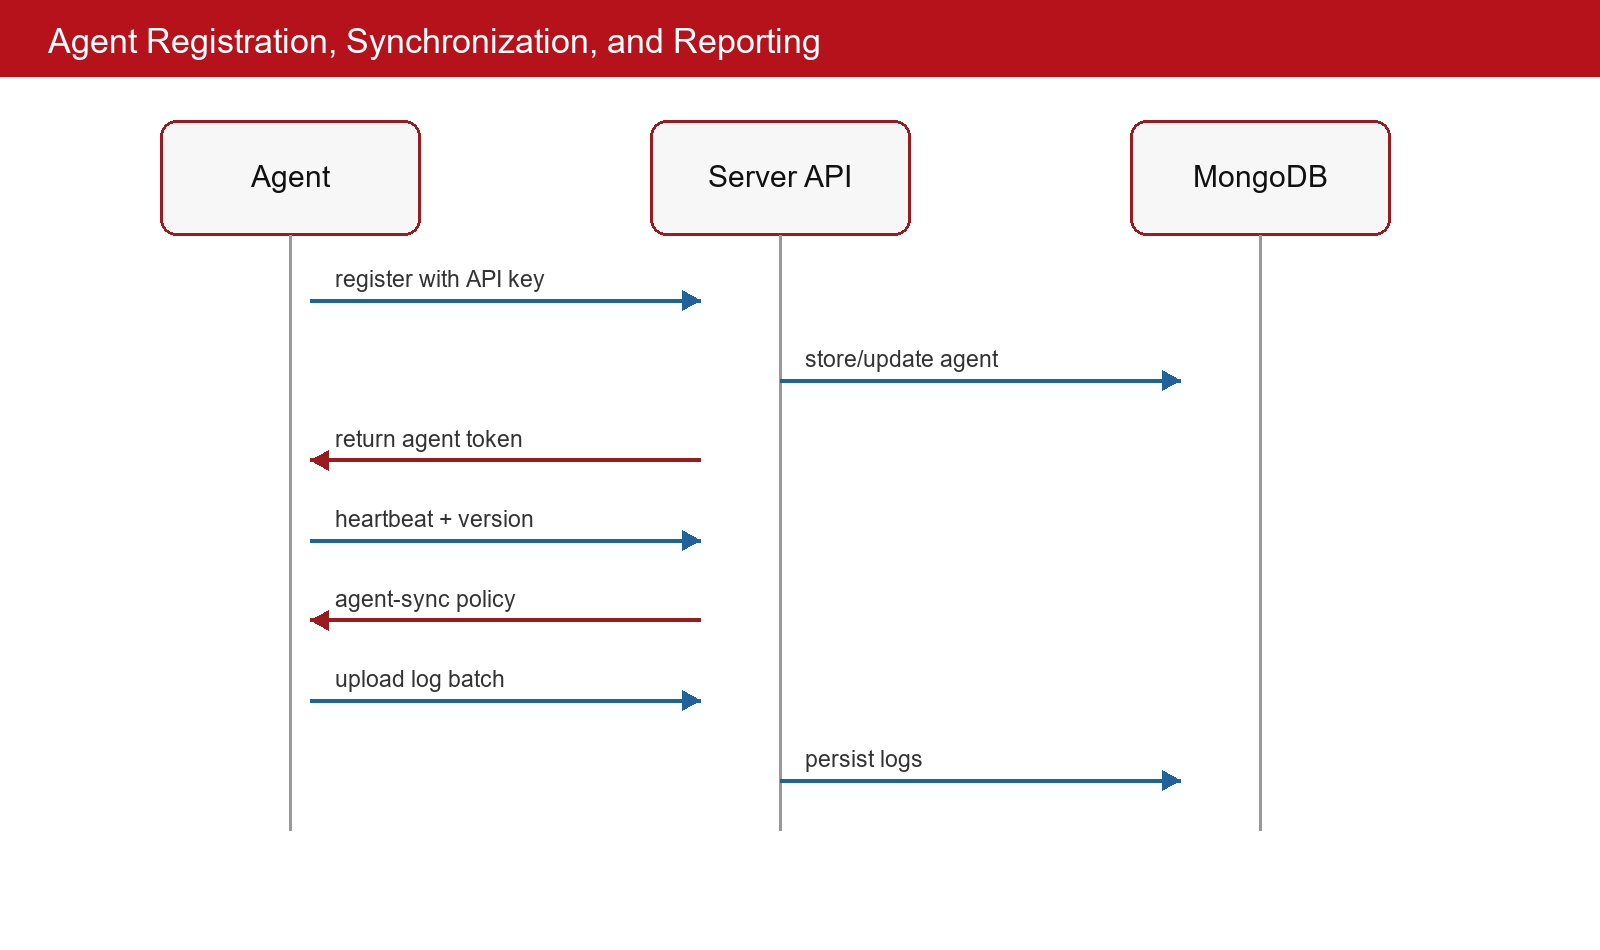 Agent Registration, Synchronization, and Reporting
Agent
Server API
MongoDB
register with API key
store/update agent
return agent token
heartbeat + version
agent-sync policy
upload log batch
persist logs